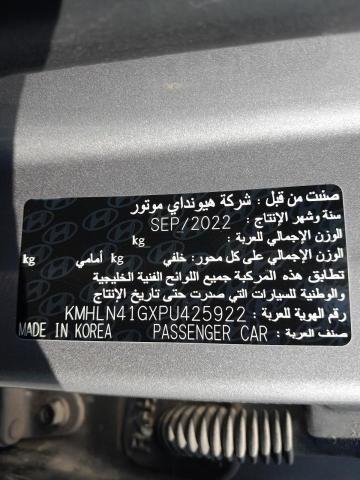 صنعت من قبل : شركة هيونداي موتور
سنة وشهر الإنتاج : SEP/2022
الوزن الإجمالي للعربة : kg
الوزن الإجمالي على كل محور: خلفي kg أمامي kg
تطابق هذه المركبة جميع اللوائح الفنية الخليجية
والوطنية للسيارات التي صدرت حتى تاريخ الإنتاج
رقم الهوية للعربة : KMHLN41GXPU425922
صنف العربة : PASSENGER CAR MADE IN KOREA